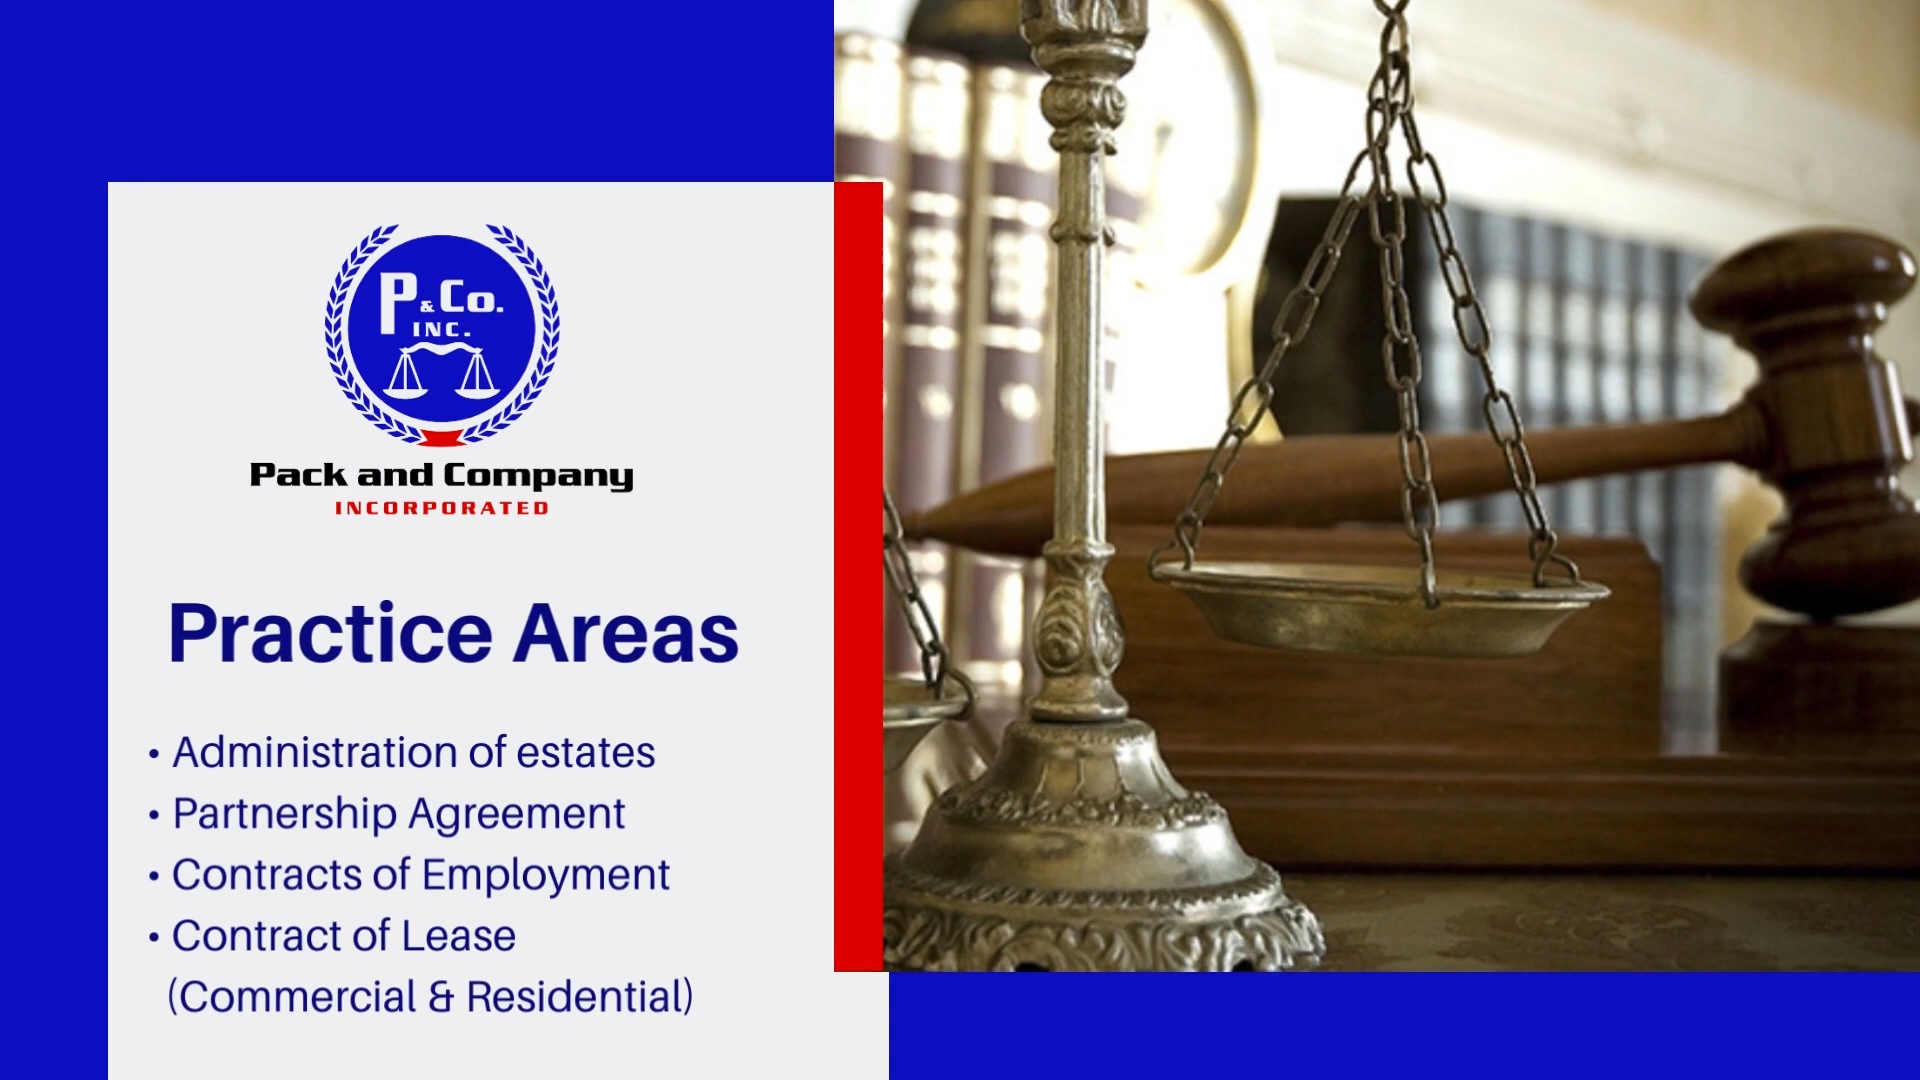 P & Co.
INC.
Pack and Company
INCORPORATED
Practice Areas
• Administration of estates
• Partnership Agreement
• Contracts of Employment
• Contract of Lease
(Commercial & Residential)